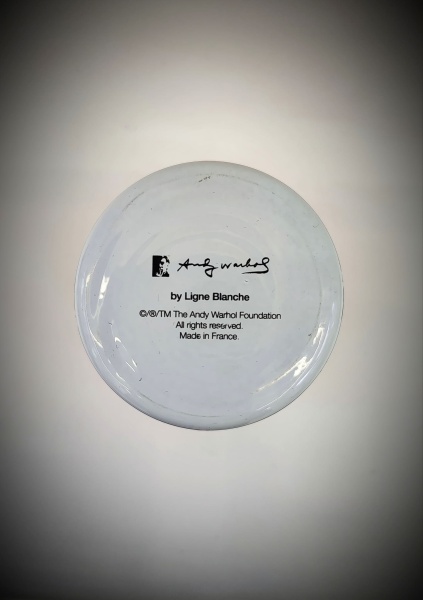 Andy Warhol
by Ligne Blanche
©/®/TM The Andy Warhol Foundation
All rights reserved.
Made in France.